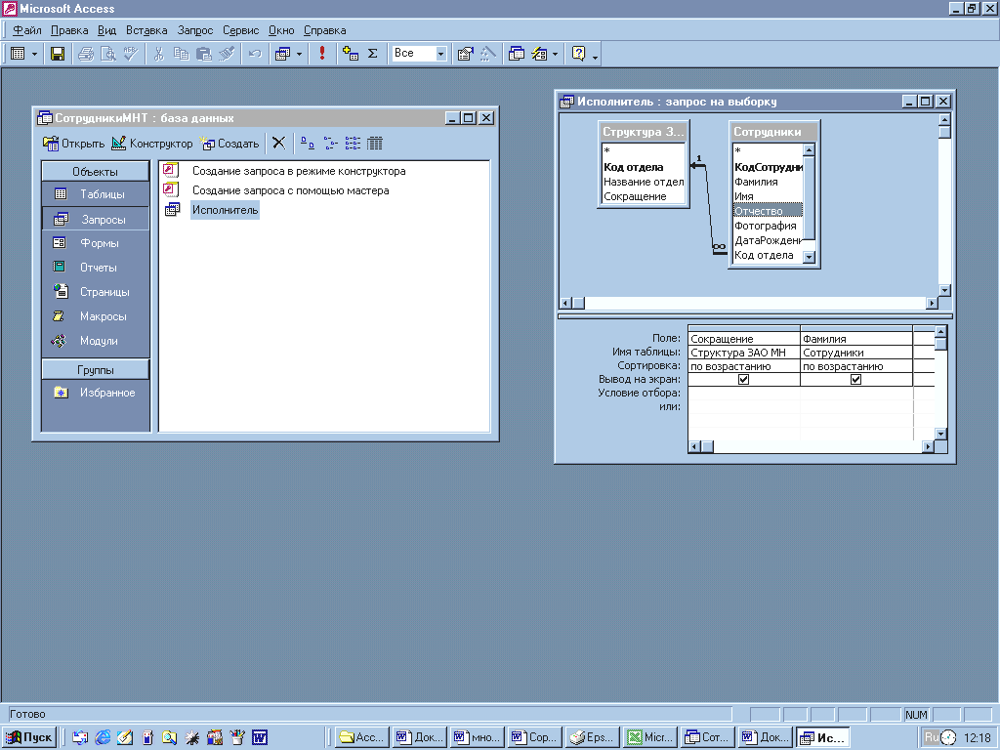 Microsoft Access
Файл Правка Вид Вставка Запрос Сервис Окно Справка
Все
СотрудникиМНТ : база данных
Открыть Конструктор Создать
Объекты
Таблицы
Запросы
Формы
Отчеты
Страницы
Макросы
Модули
Группы
Избранное
Создание запроса в режиме конструктора
Создание запроса с помощью мастера
Исполнитель
Исполнитель : запрос на выборку
Структура З...
*
Код отдела
Название отдел
Сокращение
1
∞
Сотрудники
*
КодСотрудни
Фамилия
Имя
Отчество
Фотография
ДатаРождени
Код отдела
Поле: Сокращение Фамилия
Имя таблицы: Структура ЗАО МН Сотрудники
Сортировка: по возрастанию по возрастанию
Вывод на экран:
Условие отбора:
или:
Готово
NUM
Пуск
Acc...
Док...
мно...
Сор...
Eps...
Micr...
Сот...
Док...
Ис...
Ru
12:18